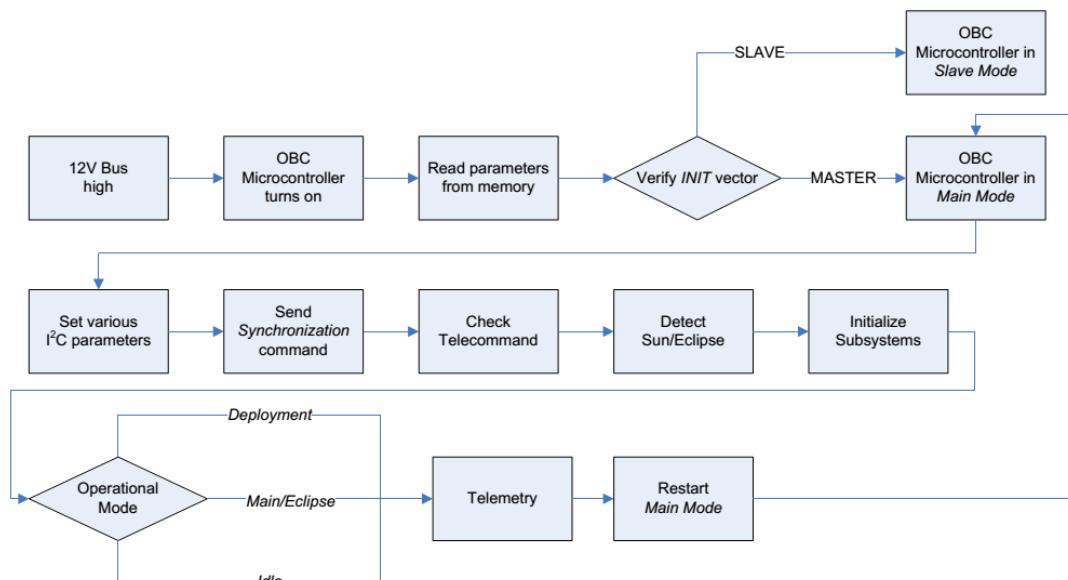 SLAVE
OBC
Microcontroller in
Slave Mode
12V Bus
high
OBC
Microcontroller
turns on
Read parameters
from memory
Verify INIT vector
MASTER
OBC
Microcontroller in
Main Mode
Set various
I²C parameters
Send
Synchronization
command
Check
Telecommand
Detect
Sun/Eclipse
Initialize
Subsystems
Deployment
Operational
Mode
Main/Eclipse
Telemetry
Restart
Main Mode
Idle